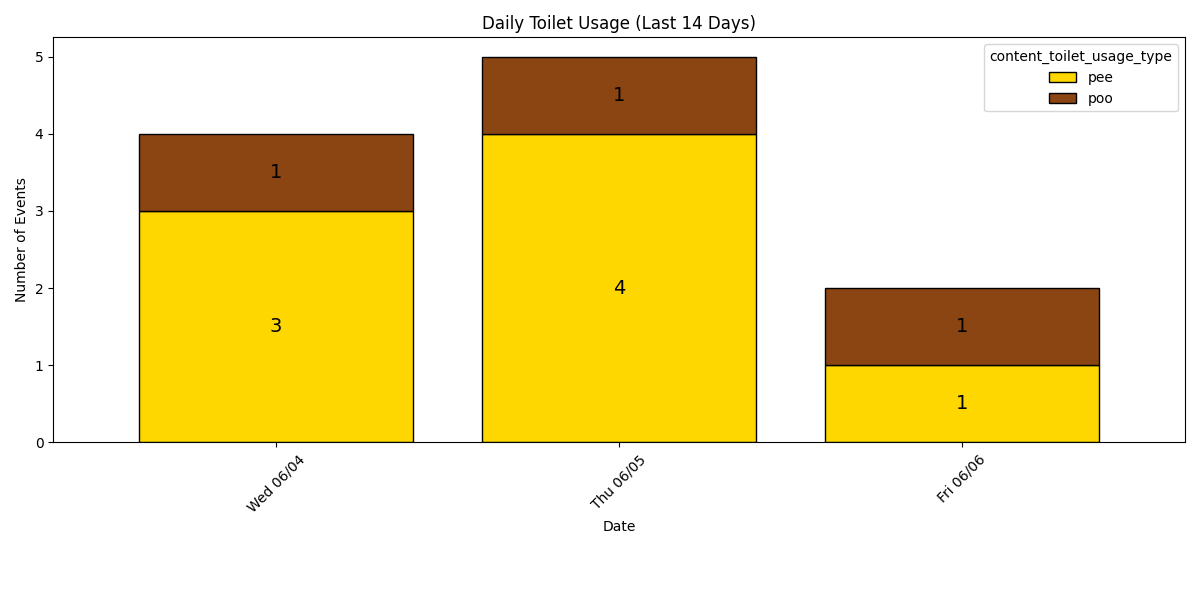 Daily Toilet Usage (Last 14 Days)
content_toilet_usage_type
pee
poo
Number of Events
5
4
3
2
1
0
1
3
1
4
1
1
Wed 06/04
Thu 06/05
Fri 06/06
Date